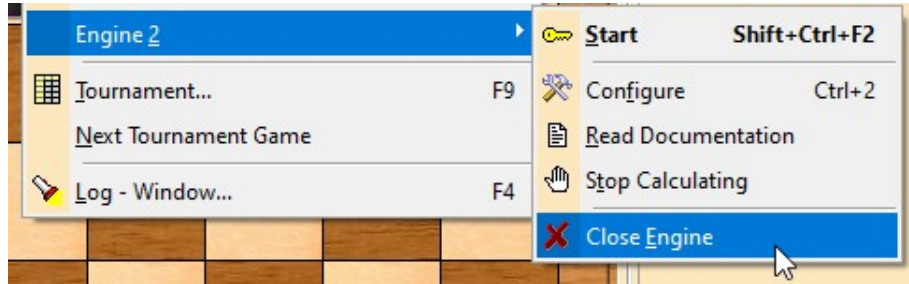 Engine 2
Tournament... F9
Next Tournament Game
Log - Window... F4
Start Shift+Ctrl+F2
Configure Ctrl+2
Read Documentation
Stop Calculating
Close Engine